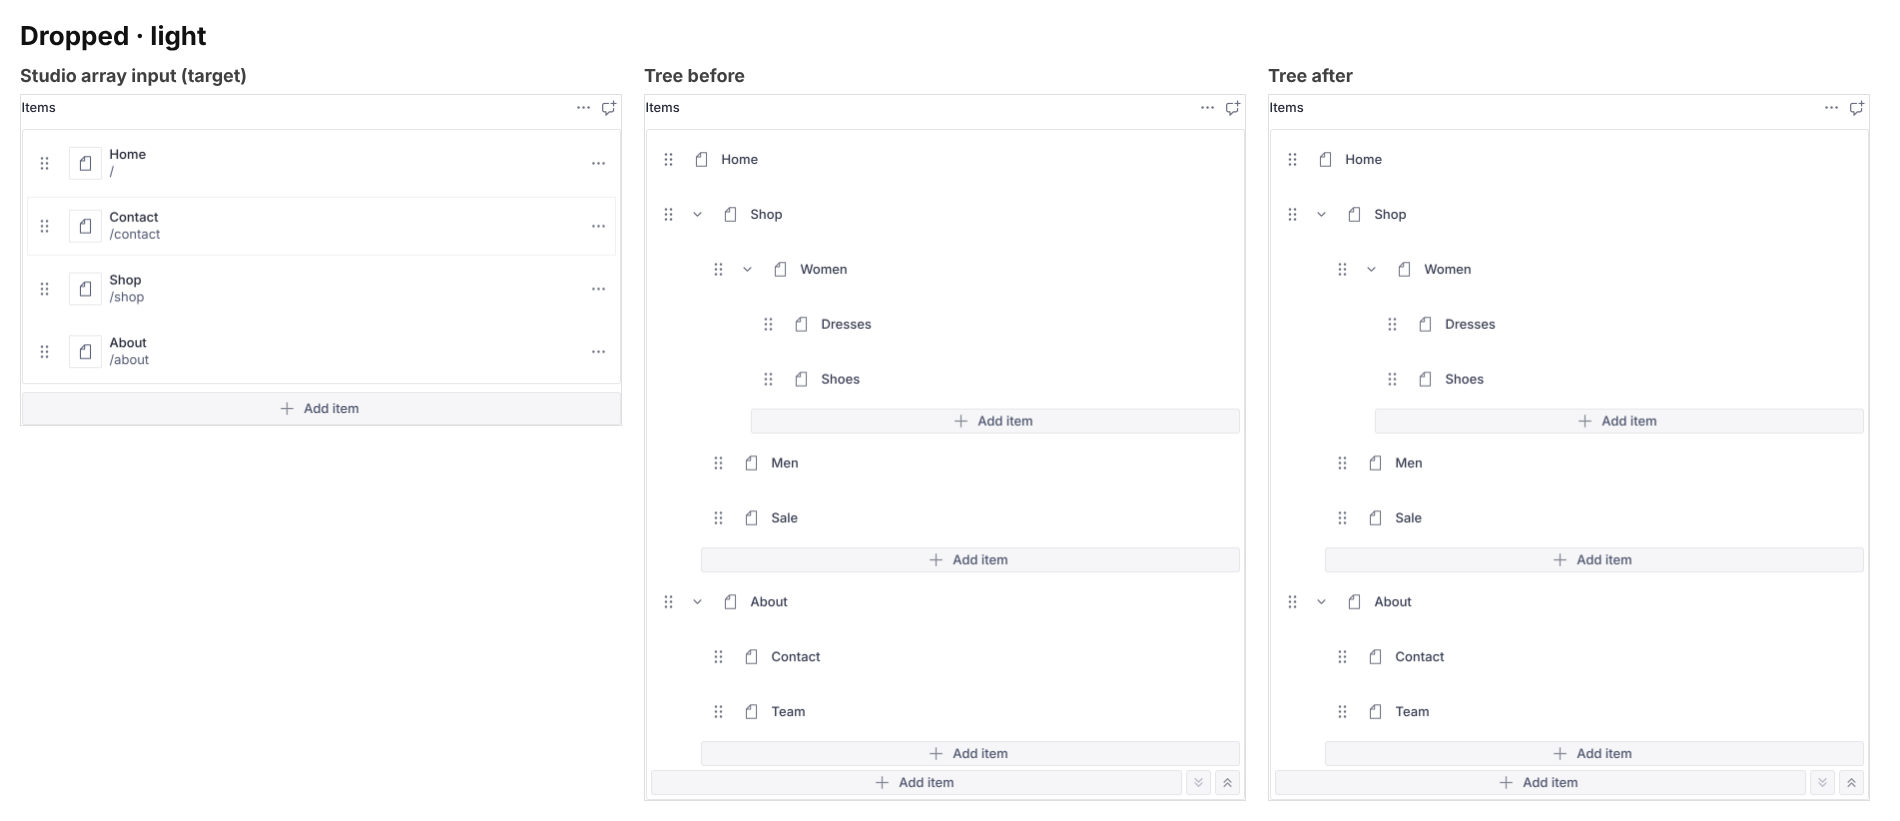 Dropped · light
Studio array input (target)
Items
Home
/
Contact
/contact
Shop
/shop
About
/about
Add item
Tree before
Items
Home
Shop
Women
Dresses
Shoes
Add item
Men
Sale
Add item
About
Contact
Team
Add item
Add item
Tree after
Items
Home
Shop
Women
Dresses
Shoes
Add item
Men
Sale
Add item
About
Contact
Team
Add item
Add item